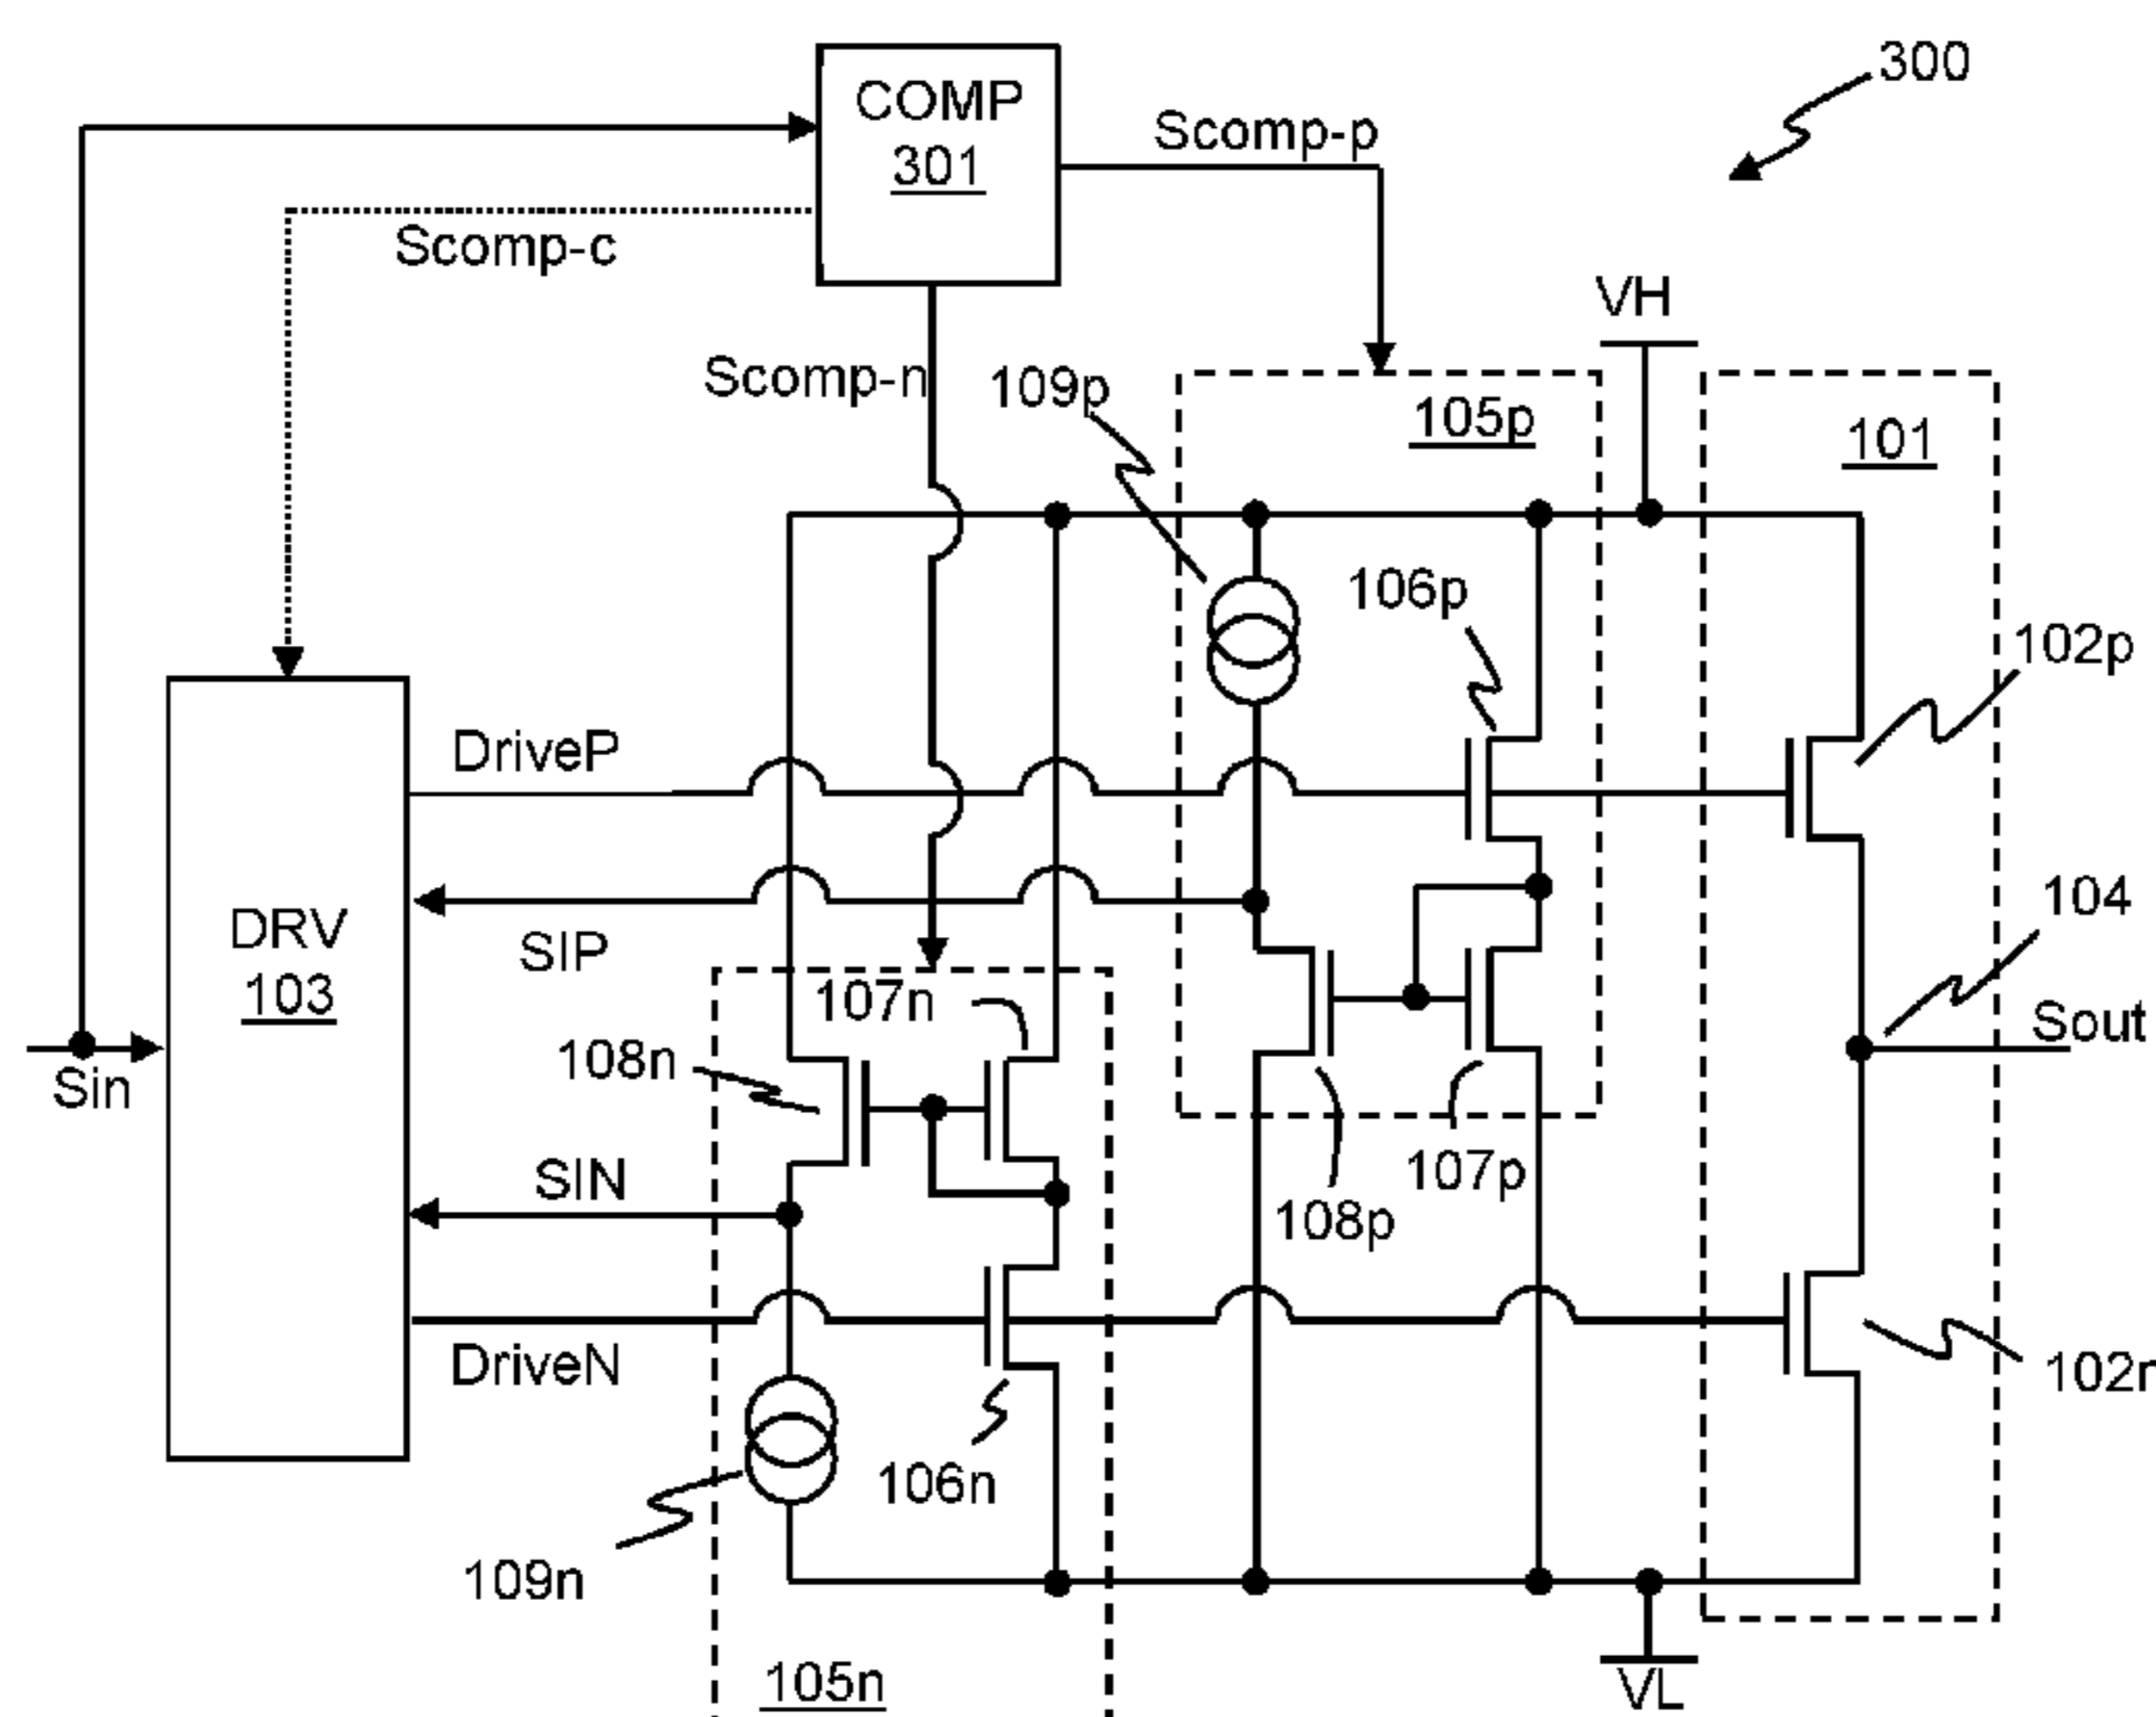 300
COMP
301
Scomp-p
Scomp-c
VH
Scomp-n
109p
105p
101
106p
102p
DriveP
104
DRV
103
SIP
107n
Sout
108n
Sin
SIN
107p
108p
DriveN
102n
106n
109n
105n
VL